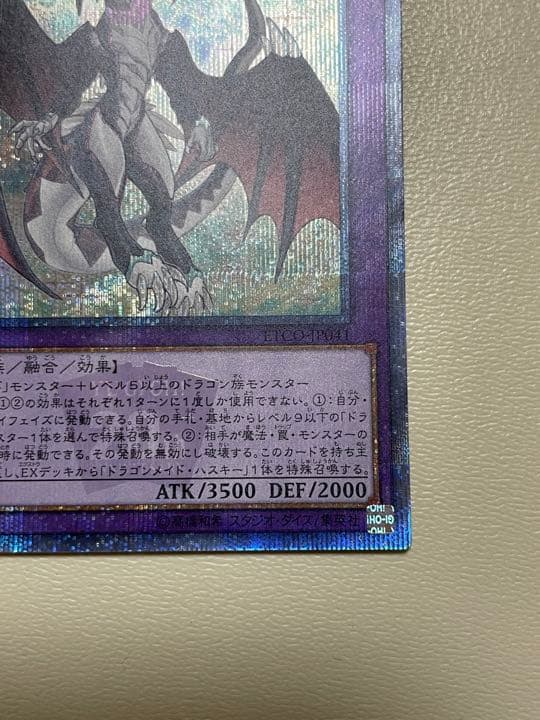 ETCO-JP041
族／融合／効果】
」モンスター＋レベル５以上のドラゴン族モンスター
①②の効果はそれぞれ１ターンに１度しか使用できない。①：自分・
イフェイズに発動できる。自分の手札・墓地からレベル９以下の「ドラ
スター１体を選んで特殊召喚する。②：相手が魔法・罠・モンスターの
時に発動できる。その発動を無効にし破壊する。このカードを持ち主
し、EXデッキから「ドラゴンメイド・ハスキー」１体を特殊召喚する。
ATK/3500 DEF/2000
©高橋和希 スタジオ・ダイス/集英社